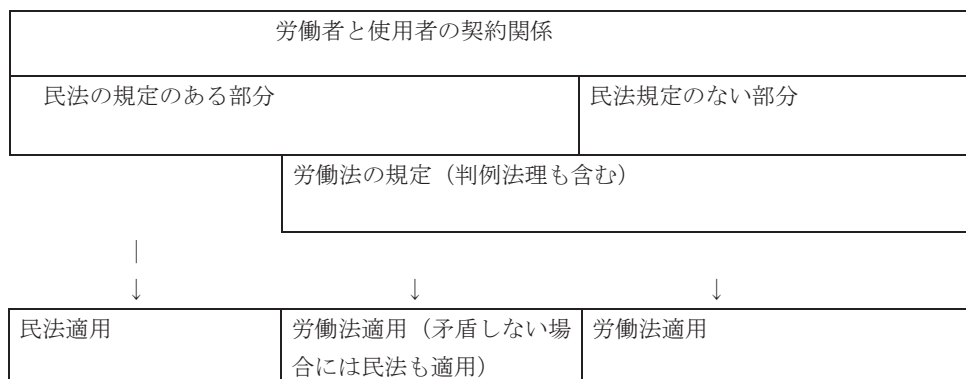 労働者と使用者の契約関係
民法の規定のある部分
民法規定のない部分
労働法の規定（判例法理も含む）
｜
↓ ↓ ↓
民法適用
労働法適用（矛盾しない場
合には民法も適用）
労働法適用